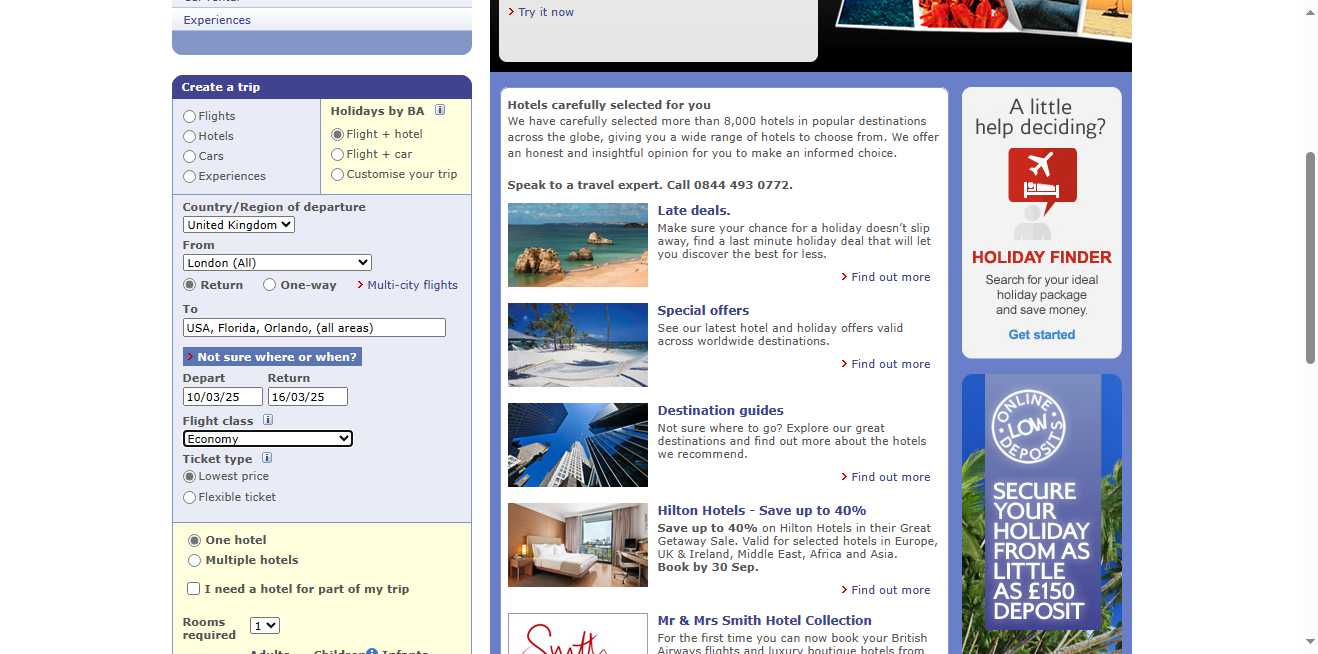 Experiences
Create a trip
Flights
Hotels
Cars
Experiences
Holidays by BA
Flight + hotel
Flight + car
Customise your trip
Country/Region of departure
United Kingdom
From
London (All)
Return One-way Multi-city flights
To
USA, Florida, Orlando, (all areas)
Not sure where or when?
Depart Return
10/03/25 16/03/25
Flight class
Economy
Ticket type
Lowest price
Flexible ticket
One hotel
Multiple hotels
I need a hotel for part of my trip
Rooms
required
1
Try it now
Hotels carefully selected for you
We have carefully selected more than 8,000 hotels in popular destinations
across the globe, giving you a wide range of hotels to choose from. We offer
an honest and insightful opinion for you to make an informed choice.
Speak to a travel expert. Call 0844 493 0772.
Late deals.
Make sure your chance for a holiday doesn’t slip
away, find a last minute holiday deal that will let
you discover the best for less.
Find out more
Special offers
See our latest hotel and holiday offers valid
across worldwide destinations.
Find out more
Destination guides
Not sure where to go? Explore our great
destinations and find out more about the hotels
we recommend.
Find out more
Hilton Hotels - Save up to 40%
Save up to 40% on Hilton Hotels in their Great
Getaway Sale. Valid for selected hotels in Europe,
UK & Ireland, Middle East, Africa and Asia.
Book by 30 Sep.
Find out more
Smith
Mr & Mrs Smith Hotel Collection
For the first time you can now book your British
Airways flights and luxury boutique hotels from
A little
help deciding?
HOLIDAY FINDER
Search for your ideal
holiday package
and save money.
Get started
ONLINE
LOW
DEPOSITS
SECURE
YOUR
HOLIDAY
FROM AS
LITTLE
AS £150
DEPOSIT